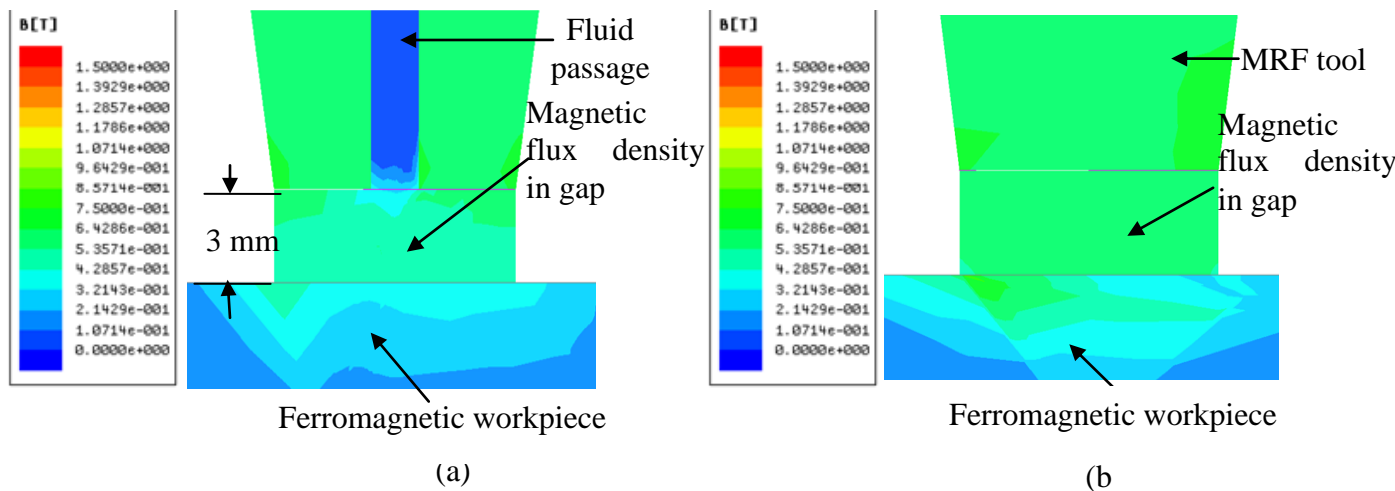 B[T]
1.5000e+000
1.3929e+000
1.2857e+000
1.1786e+000
1.0714e+000
9.6429e-001
8.5714e-001
7.5000e-001
6.4286e-001
5.3571e-001
4.2857e-001
3.2143e-001
2.1429e-001
1.0714e-001
0.0000e+000
Fluid
passage
Magnetic
flux density
in gap
3 mm
Ferromagnetic workpiece
(a)
B[T]
1.5000e+000
1.3929e+000
1.2857e+000
1.1786e+000
1.0714e+000
9.6429e-001
8.5714e-001
7.5000e-001
6.4286e-001
5.3571e-001
4.2857e-001
3.2143e-001
2.1429e-001
1.0714e-001
0.0000e+000
MRF tool
Magnetic
flux density
in gap
Ferromagnetic workpiece
(b